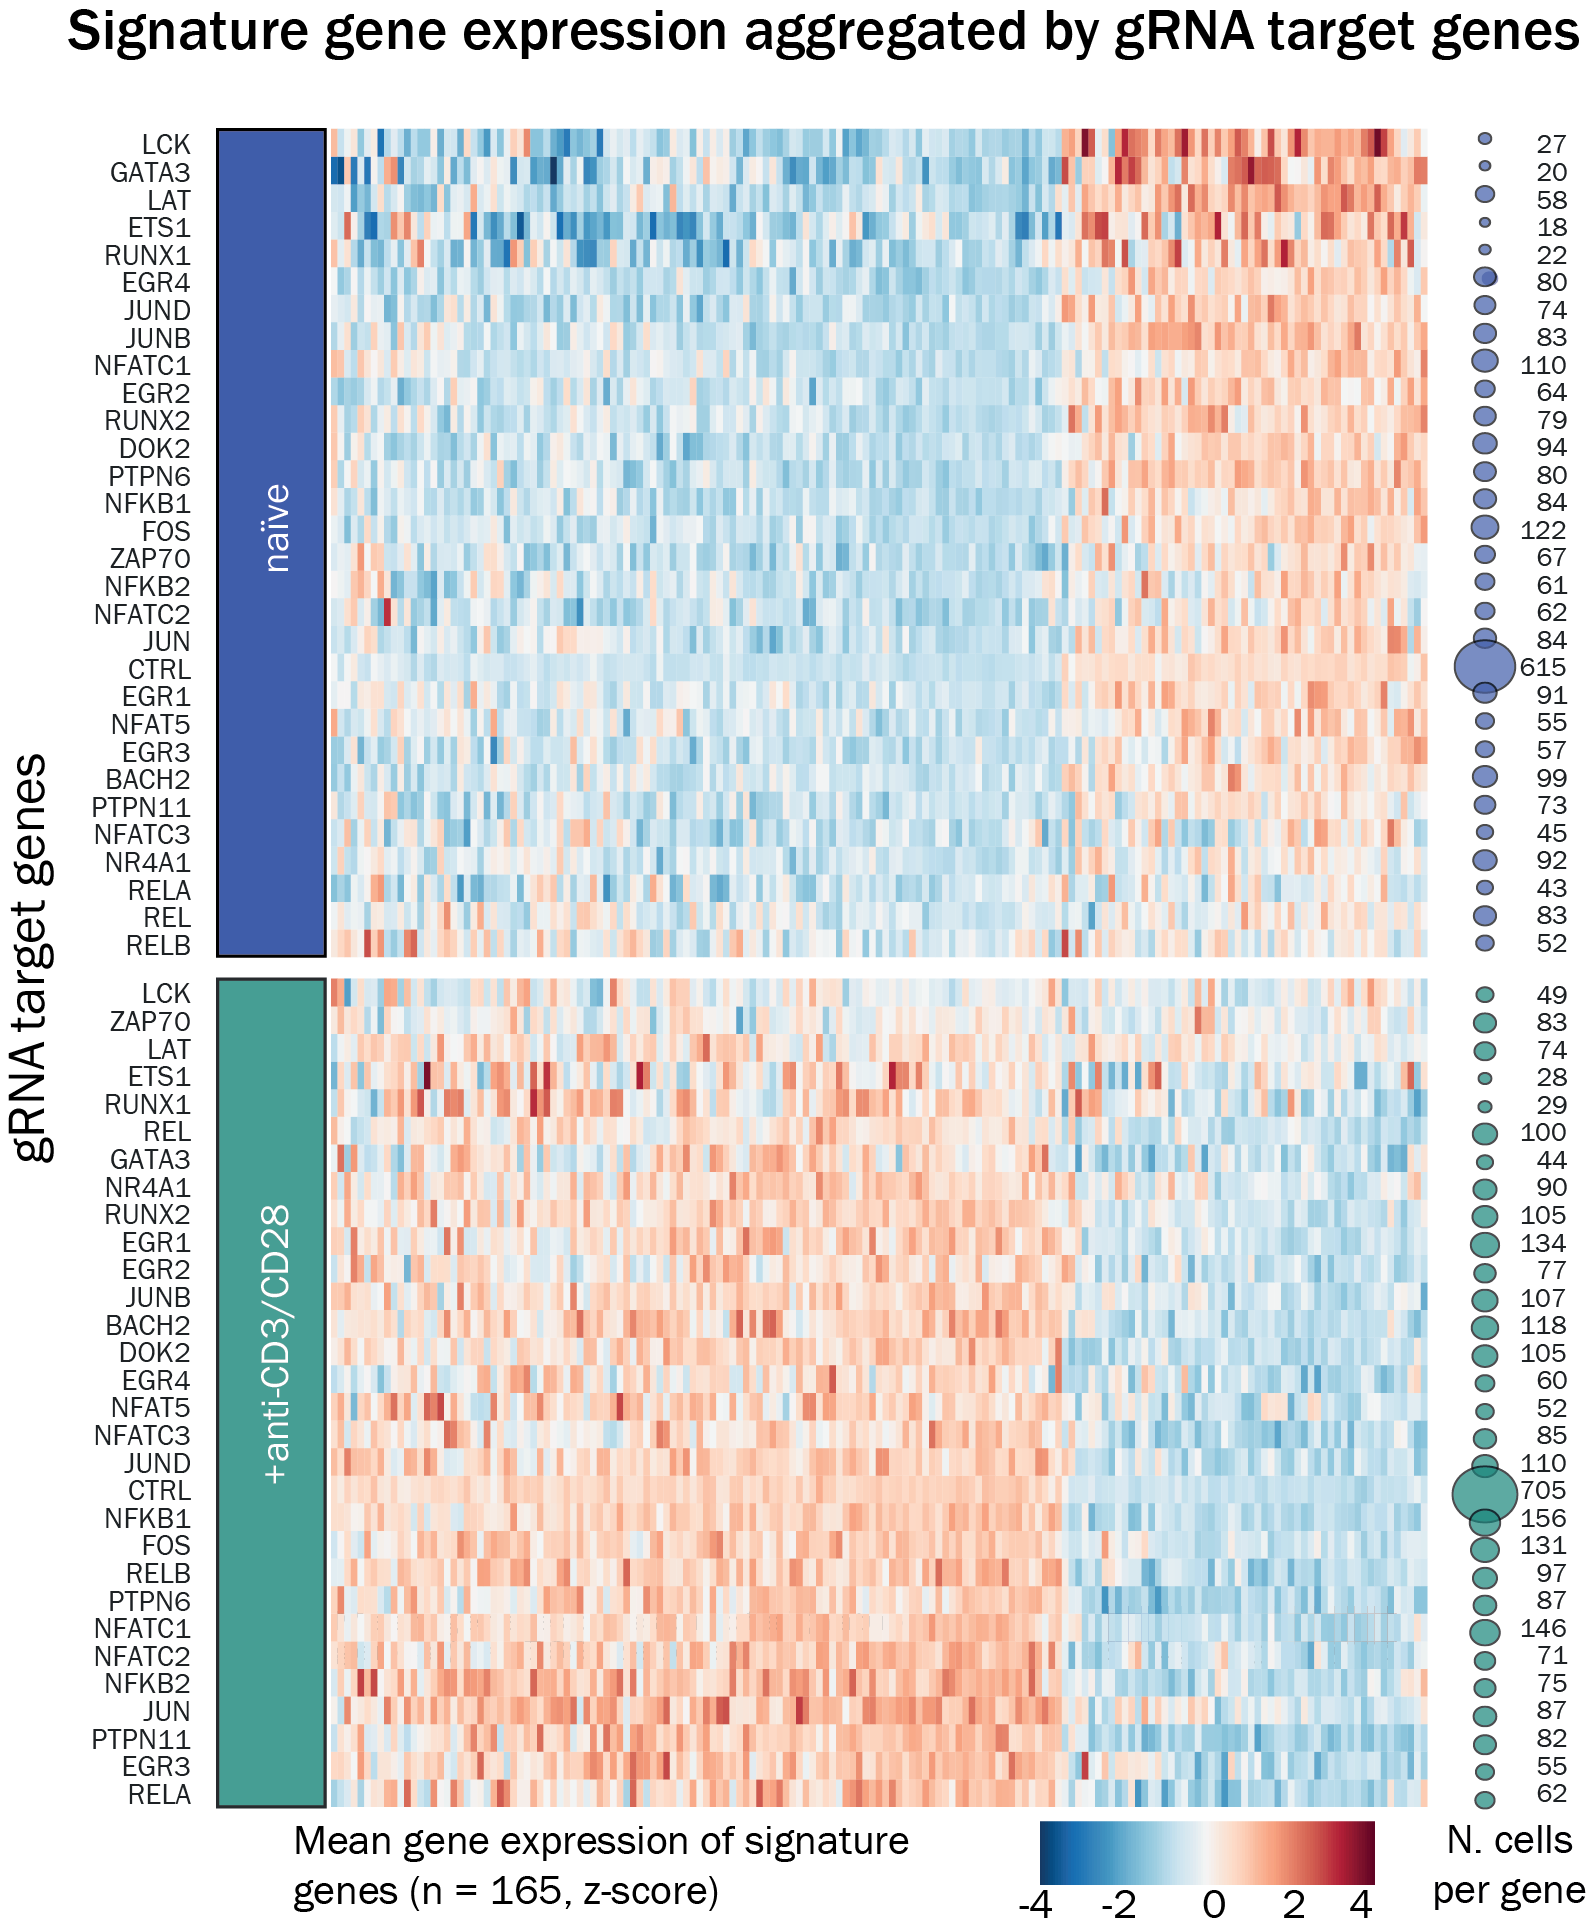 Signature gene expression aggregated by gRNA target genes
gRNA target genes
naïve
LCK 27
GATA3 20
LAT 58
ETS1 18
RUNX1 22
EGR4 80
JUND 74
JUNB 83
NFATC1 110
EGR2 64
RUNX2 79
DOK2 94
PTPN6 80
NFKB1 84
FOS 122
ZAP70 67
NFKB2 61
NFATC2 62
JUN 84
CTRL 615
EGR1 91
NFAT5 55
EGR3 57
BACH2 99
PTPN11 73
NFATC3 45
NR4A1 92
RELA 43
REL 83
RELB 52
+anti-CD3/CD28
LCK 49
ZAP70 83
LAT 74
ETS1 28
RUNX1 29
REL 100
GATA3 44
NR4A1 90
RUNX2 105
EGR1 134
EGR2 77
JUNB 107
BACH2 118
DOK2 105
EGR4 60
NFAT5 52
NFATC3 85
JUND 110
CTRL 705
NFKB1 156
FOS 131
RELB 97
PTPN6 87
NFATC1 146
NFATC2 71
NFKB2 75
JUN 87
PTPN11 82
EGR3 55
RELA 62
Mean gene expression of signature
genes (n = 165, z-score)
-4 -2 0 2 4
N. cells
per gene